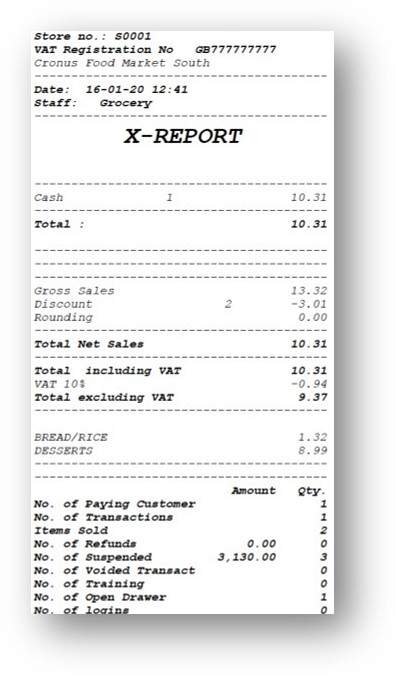 Store no.: S0001
VAT Registration No   GB777777777
Cronus Food Market South
Date:  16-01-20 12:41
Staff:   Grocery
X-REPORT
Cash 1 10.31
Total : 10.31
Gross Sales 13.32
Discount 2 -3.01
Rounding 0.00
Total Net Sales 10.31
Total  including VAT 10.31
VAT 10% -0.94
Total excluding VAT 9.37
BREAD/RICE 1.32
DESSERTS 8.99
Amount Qty.
No. of Paying Customer 1
No. of Transactions 1
Items Sold 2
No. of Refunds 0.00 0
No. of Suspended 3,130.00 3
No. of Voided Transact 0
No. of Training 0
No. of Open Drawer 1
No. of logins 0